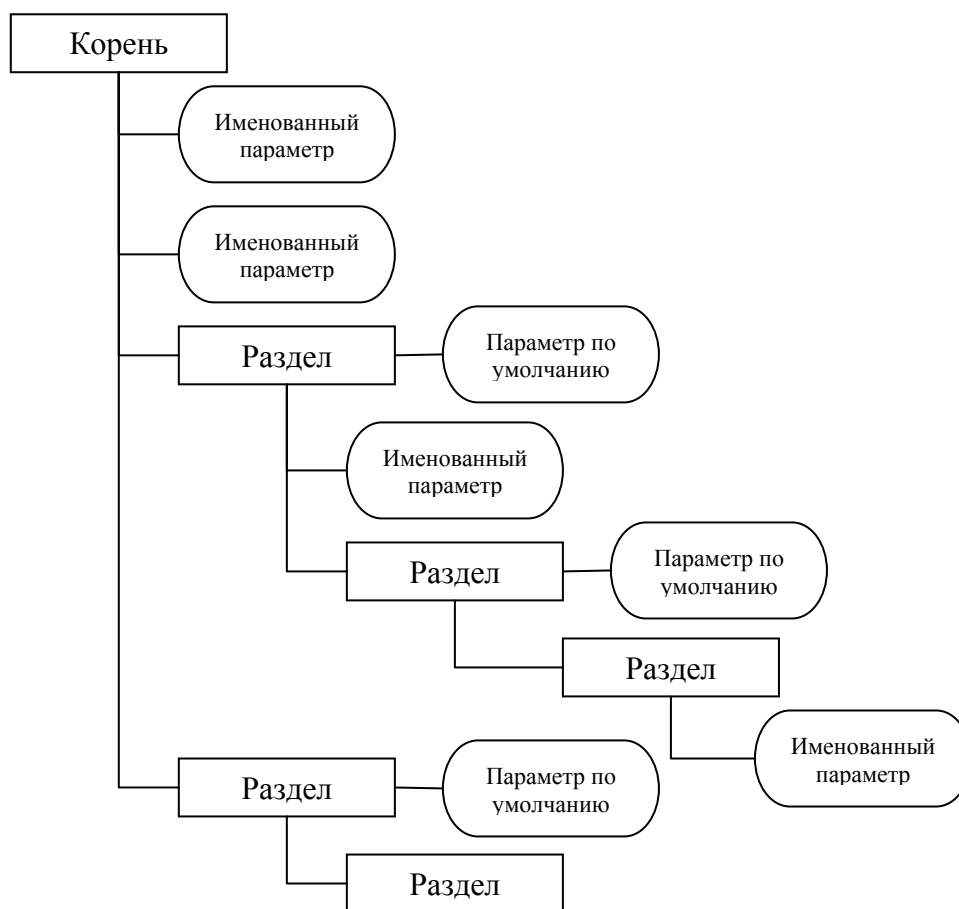 Корень
Именованный
параметр
Именованный
параметр
Раздел
Параметр по
умолчанию
Именованный
параметр
Раздел
Параметр по
умолчанию
Раздел
Именованный
параметр
Раздел
Параметр по
умолчанию
Раздел